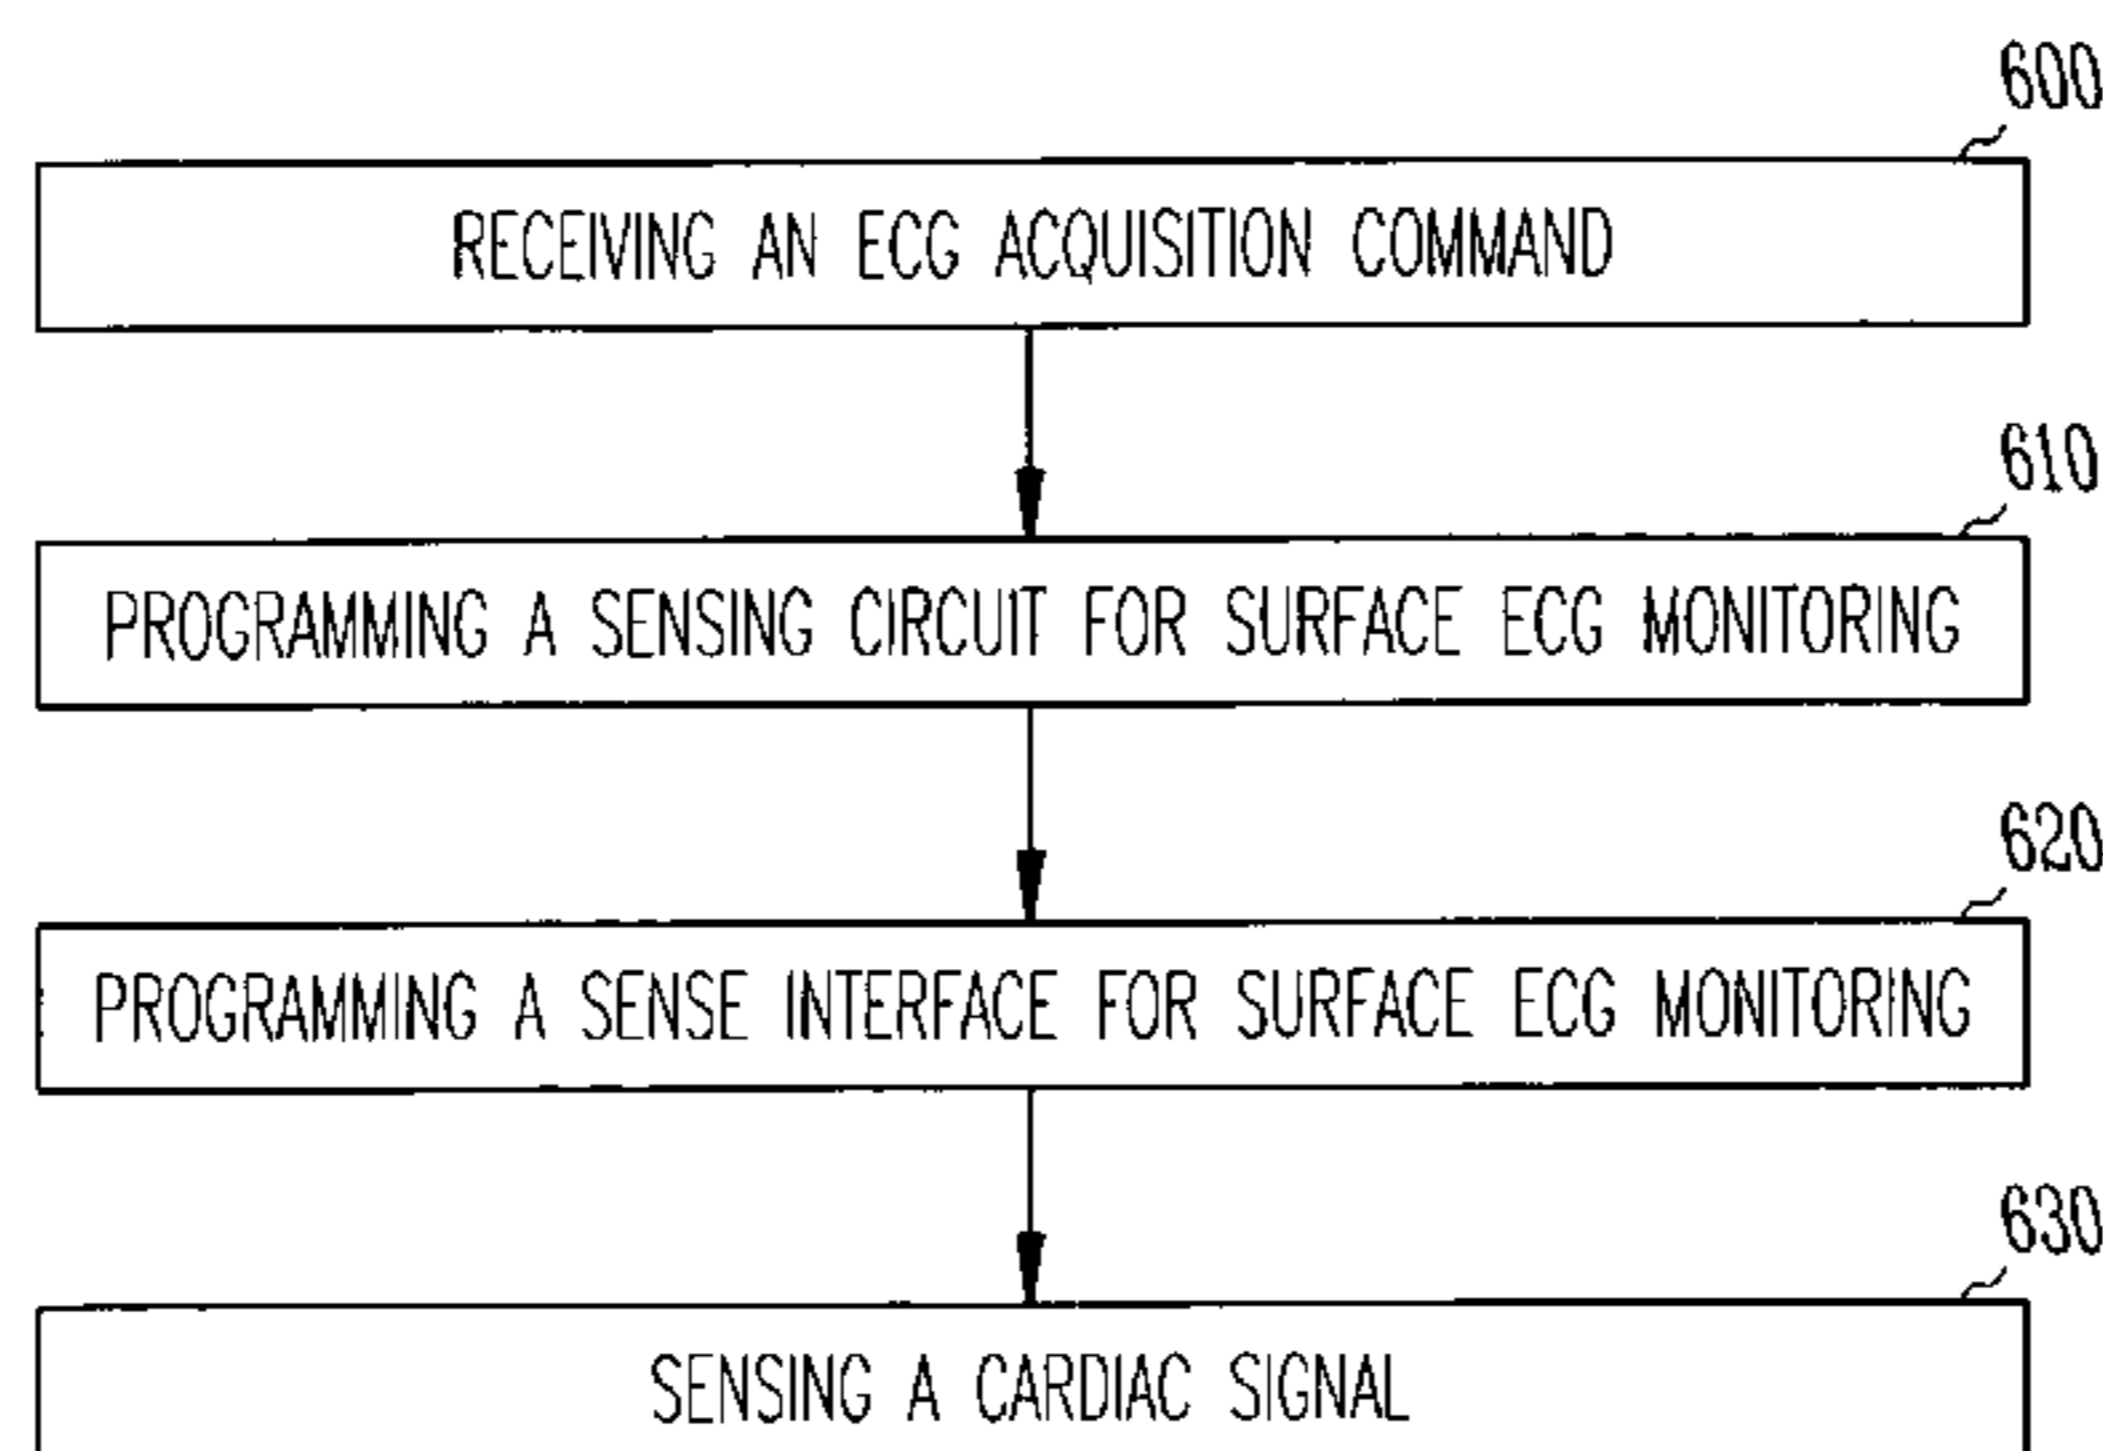 600
RECEIVING AN ECG ACQUISITION COMMAND
610
PROGRAMMING A SENSING CIRCUIT FOR SURFACE ECG MONITORING
620
PROGRAMMING A SENSE INTERFACE FOR SURFACE ECG MONITORING
630
SENSING A CARDIAC SIGNAL